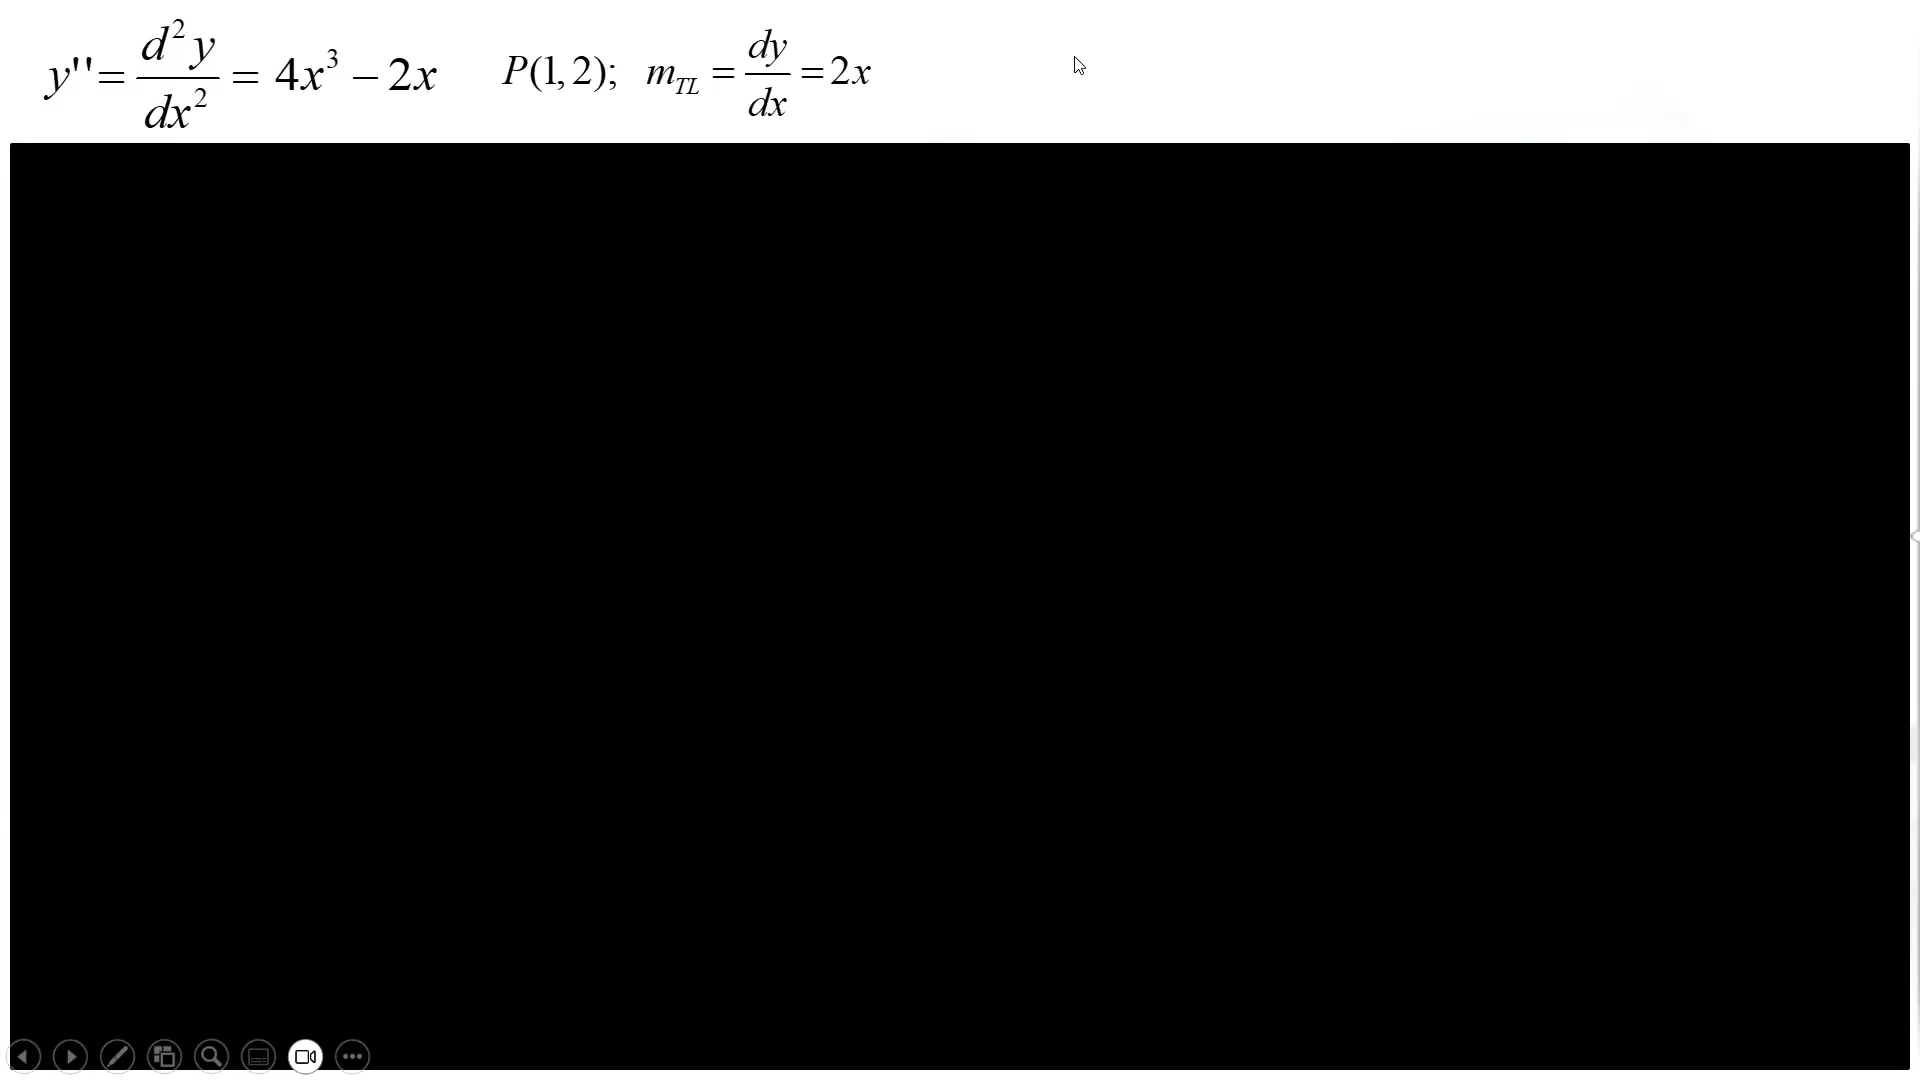 y'' = d²y/dx² = 4x³ − 2x P(1, 2); m_TL = dy/dx = 2x